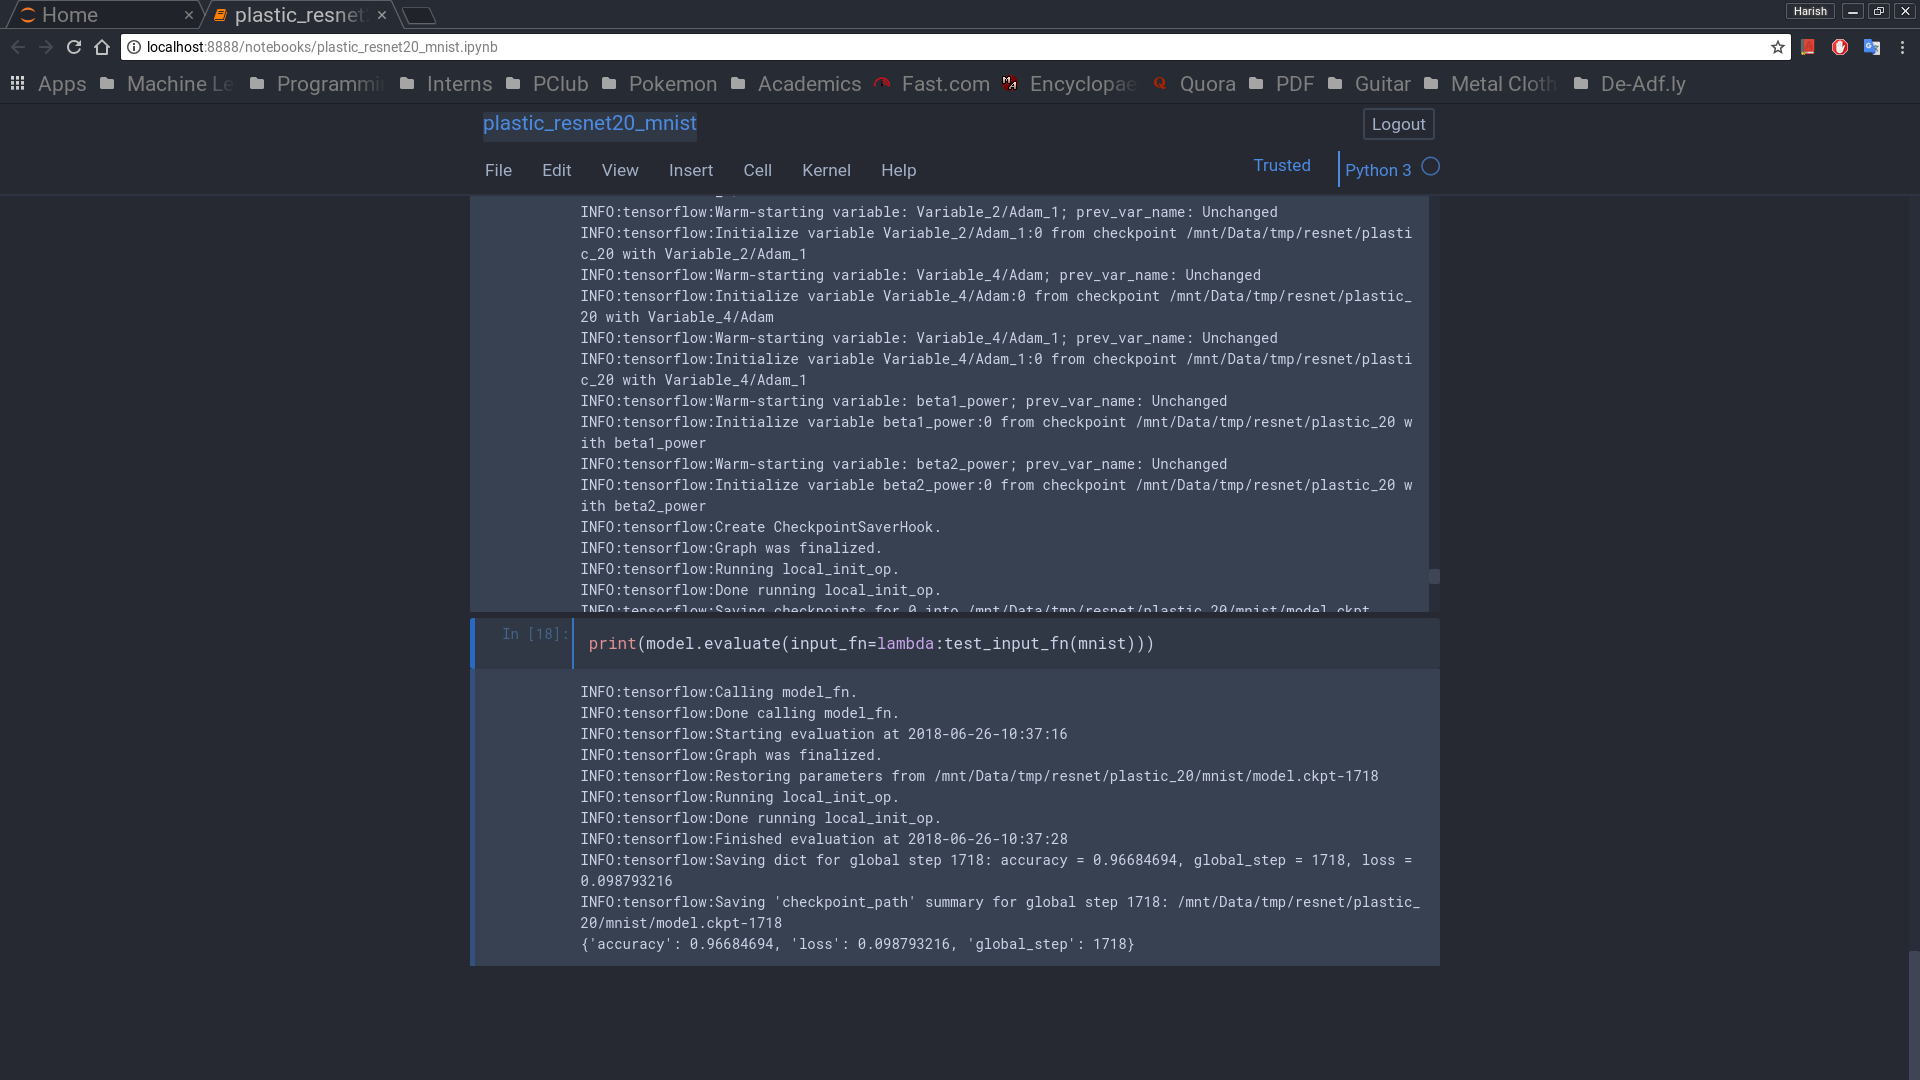 Home
plastic_resnet
Harish
localhost:8888/notebooks/plastic_resnet20_mnist.ipynb
Apps Machine Le Programmi Interns PClub Pokemon Academics Fast.com Encyclopae Quora PDF Guitar Metal Cloth De-Adf.ly
plastic_resnet20_mnist
Logout
File Edit View Insert Cell Kernel Help
Trusted
Python 3
INFO:tensorflow:Warm-starting variable: Variable_2/Adam_1; prev_var_name: Unchanged
INFO:tensorflow:Initialize variable Variable_2/Adam_1:0 from checkpoint /mnt/Data/tmp/resnet/plasti
c_20 with Variable_2/Adam_1
INFO:tensorflow:Warm-starting variable: Variable_4/Adam; prev_var_name: Unchanged
INFO:tensorflow:Initialize variable Variable_4/Adam:0 from checkpoint /mnt/Data/tmp/resnet/plastic_
20 with Variable_4/Adam
INFO:tensorflow:Warm-starting variable: Variable_4/Adam_1; prev_var_name: Unchanged
INFO:tensorflow:Initialize variable Variable_4/Adam_1:0 from checkpoint /mnt/Data/tmp/resnet/plasti
c_20 with Variable_4/Adam_1
INFO:tensorflow:Warm-starting variable: beta1_power; prev_var_name: Unchanged
INFO:tensorflow:Initialize variable beta1_power:0 from checkpoint /mnt/Data/tmp/resnet/plastic_20 w
ith beta1_power
INFO:tensorflow:Warm-starting variable: beta2_power; prev_var_name: Unchanged
INFO:tensorflow:Initialize variable beta2_power:0 from checkpoint /mnt/Data/tmp/resnet/plastic_20 w
ith beta2_power
INFO:tensorflow:Create CheckpointSaverHook.
INFO:tensorflow:Graph was finalized.
INFO:tensorflow:Running local_init_op.
INFO:tensorflow:Done running local_init_op.
INFO:tensorflow:Saving checkpoints for 0 into /mnt/Data/tmp/resnet/plastic_20/mnist/model.ckpt.
In [18]: print(model.evaluate(input_fn=lambda:test_input_fn(mnist)))
INFO:tensorflow:Calling model_fn.
INFO:tensorflow:Done calling model_fn.
INFO:tensorflow:Starting evaluation at 2018-06-26-10:37:16
INFO:tensorflow:Graph was finalized.
INFO:tensorflow:Restoring parameters from /mnt/Data/tmp/resnet/plastic_20/mnist/model.ckpt-1718
INFO:tensorflow:Running local_init_op.
INFO:tensorflow:Done running local_init_op.
INFO:tensorflow:Finished evaluation at 2018-06-26-10:37:28
INFO:tensorflow:Saving dict for global step 1718: accuracy = 0.96684694, global_step = 1718, loss =
0.098793216
INFO:tensorflow:Saving 'checkpoint_path' summary for global step 1718: /mnt/Data/tmp/resnet/plastic_
20/mnist/model.ckpt-1718
{'accuracy': 0.96684694, 'loss': 0.098793216, 'global_step': 1718}